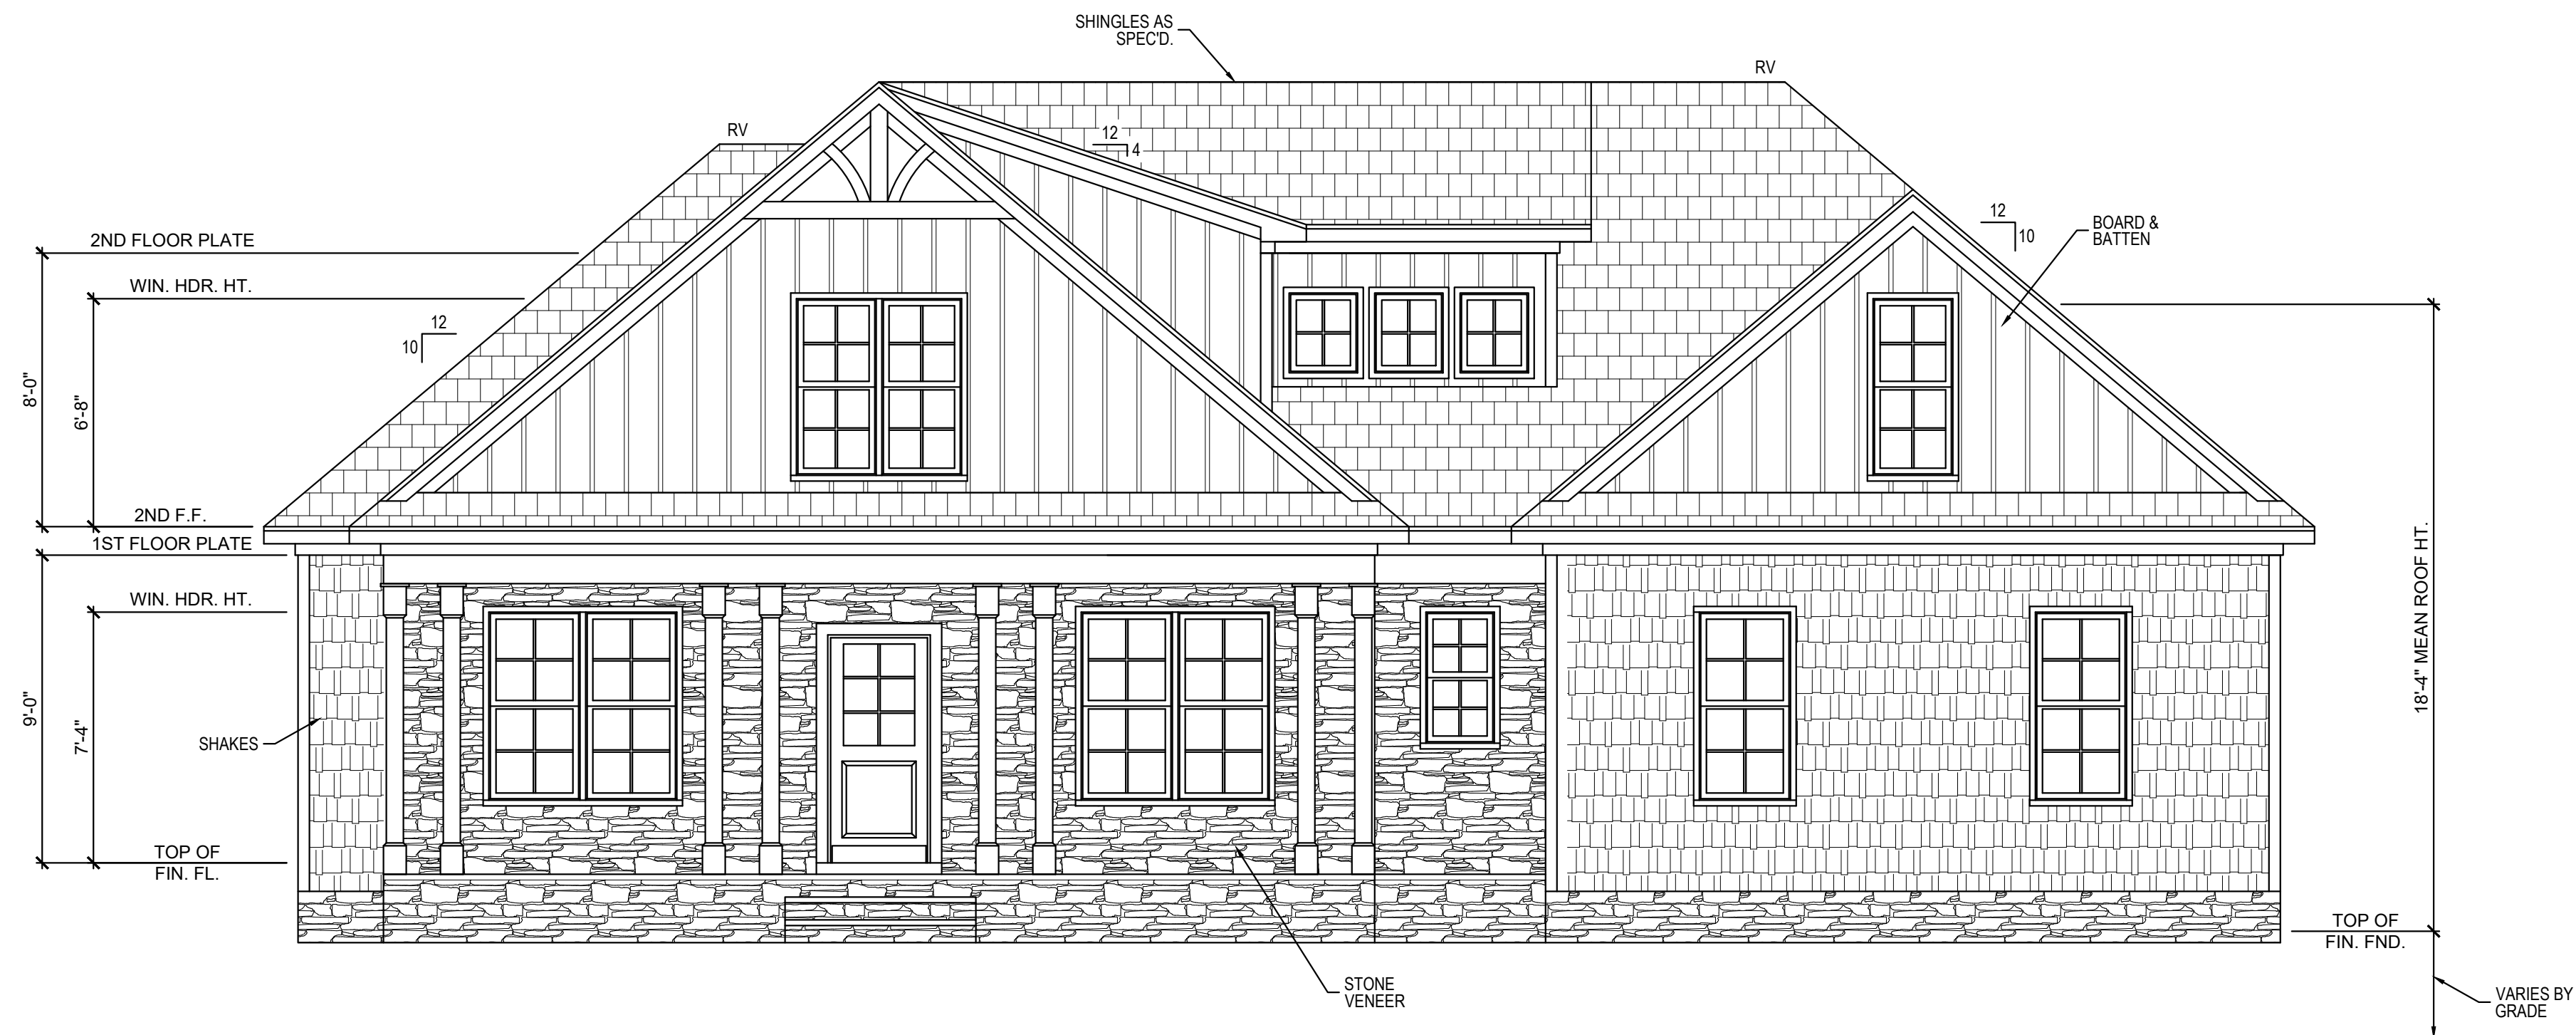 SHINGLES AS
SPEC'D.
RV
RV
12
4
12
10
BOARD &
BATTEN
2ND FLOOR PLATE
WIN. HDR. HT.
12
10
8'-0"
6'-8"
2ND F.F.
1ST FLOOR PLATE
WIN. HDR. HT.
9'-0"
7'-4"
SHAKES
TOP OF
FIN. FL.
18'-4" MEAN ROOF HT.
TOP OF
FIN. FND.
STONE
VENEER
VARIES BY
GRADE